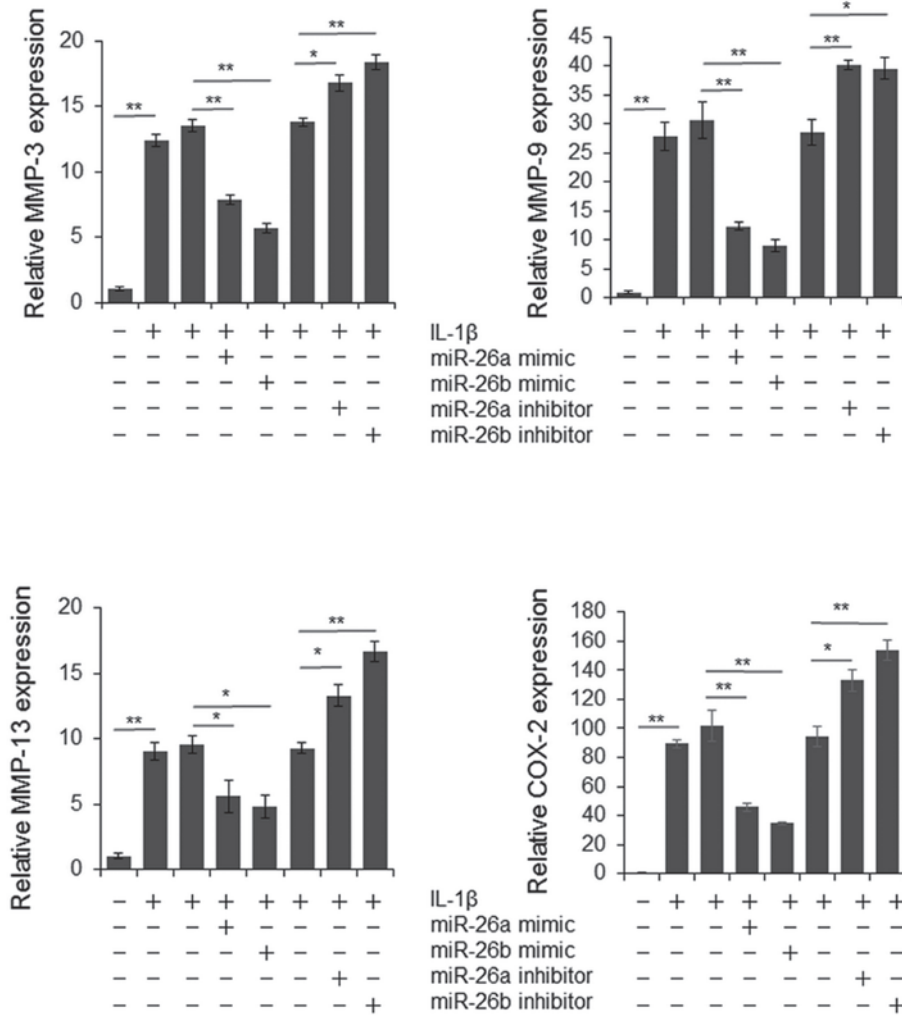 ** ** ** * **
20
15
10
5
0
Relative MMP-3 expression
** ** ** ** *
45
40
35
30
25
20
15
10
5
0
Relative MMP-9 expression
– + + + + + + + IL-1β – + + + + + + +
– – – + – – – – miR-26a mimic – – – + – – – –
– – – – + – – – miR-26b mimic – – – – + – – –
– – – – – – + – miR-26a inhibitor – – – – – – + –
– – – – – – – + miR-26b inhibitor – – – – – – – +
** * * * **
20
15
10
5
0
Relative MMP-13 expression
** ** ** * **
180
160
140
120
100
80
60
40
20
0
Relative COX-2 expression
– + + + + + + + IL-1β – + + + + + + +
– – – + – – – – miR-26a mimic – – – + – – – –
– – – – + – – – miR-26b mimic – – – – + – – –
– – – – – – + – miR-26a inhibitor – – – – – – + –
– – – – – – – + miR-26b inhibitor – – – – – – – +